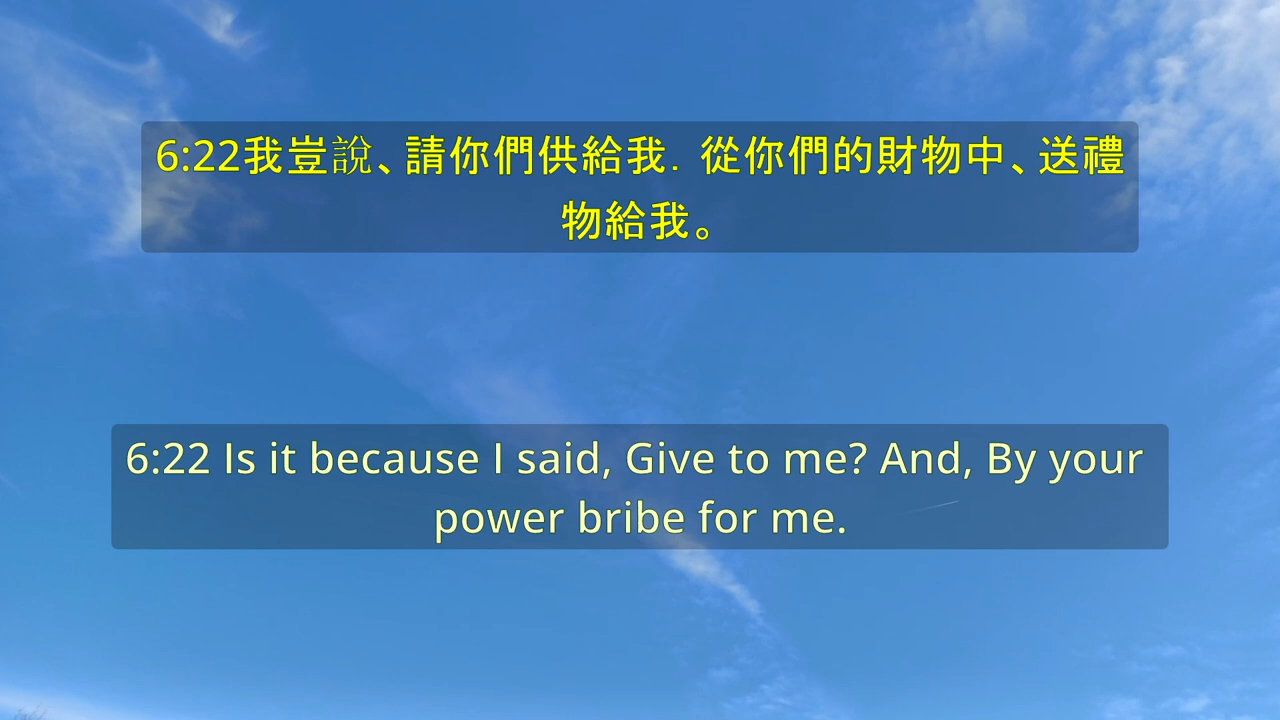 6:22我豈說、請你們供給我．從你們的財物中、送禮
物給我。
6:22 Is it because I said, Give to me? And, By your
power bribe for me.